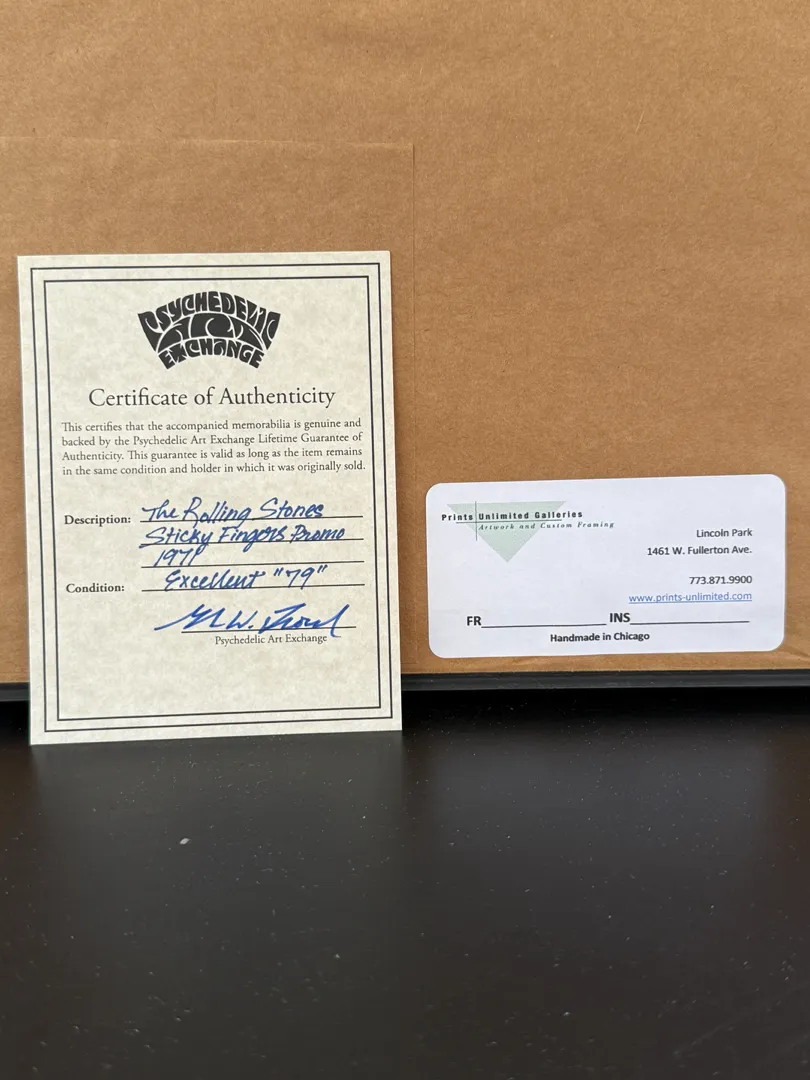 PSYCHEDELIC
ART
EXCHANGE
Certificate of Authenticity
This certifies that the accompanied memorabilia is genuine and
backed by the Psychedelic Art Exchange Lifetime Guarantee of
Authenticity. This guarantee is valid as long as the item remains
in the same condition and holder in which it was originally sold.
Description: The Rolling Stones
Sticky Fingers Promo
1971
Condition: Excellent "79"
Psychedelic Art Exchange
Prints Unlimited Galleries
Artwork and Custom Framing
Lincoln Park
1461 W. Fullerton Ave.
773.871.9900
www.prints-unlimited.com
FR____________ INS____________
Handmade in Chicago